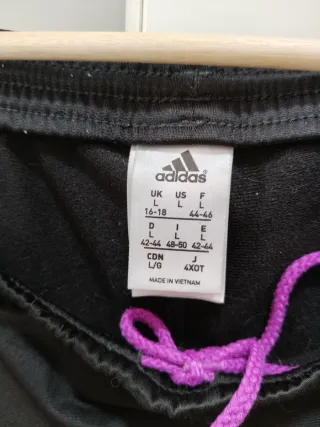 adidas
UK US F
L L L
16-18 44-46
D I E
L L L
42-44 48-50 42-44
CDN J
L/G 4XOT
MADE IN VIETNAM